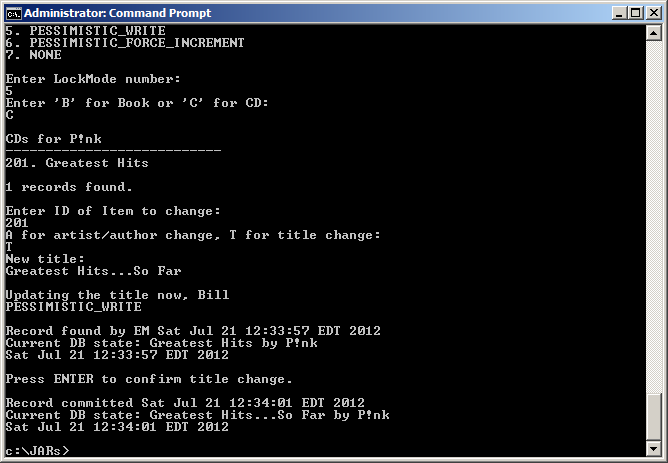 Administrator: Command Prompt
5. PESSIMISTIC_WRITE
6. PESSIMISTIC_FORCE_INCREMENT
7. NONE
Enter LockMode number:
5
Enter 'B' for Book or 'C' for CD:
C
CDs for P!nk
---------------------------
201. Greatest Hits
1 records found.
Enter ID of Item to change:
201
A for artist/author change, T for title change:
T
New title:
Greatest Hits...So Far
Updating the title now, Bill
PESSIMISTIC_WRITE
Record found by EM Sat Jul 21 12:33:57 EDT 2012
Current DB state: Greatest Hits by P!nk
Sat Jul 21 12:33:57 EDT 2012
Press ENTER to confirm title change.
Record committed Sat Jul 21 12:34:01 EDT 2012
Current DB state: Greatest Hits...So Far by P!nk
Sat Jul 21 12:34:01 EDT 2012
c:\JARs>